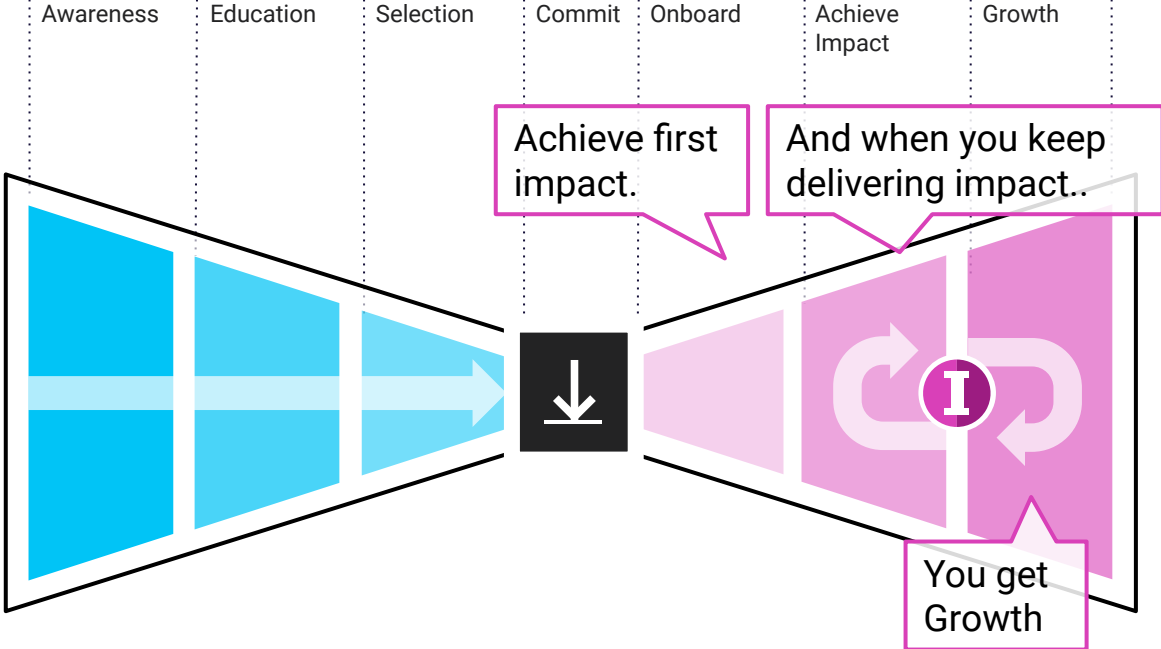 Awareness
Education
Selection
Commit
Onboard
Achieve
Impact
Growth
Achieve first
impact.
And when you keep
delivering impact..
I
You get
Growth